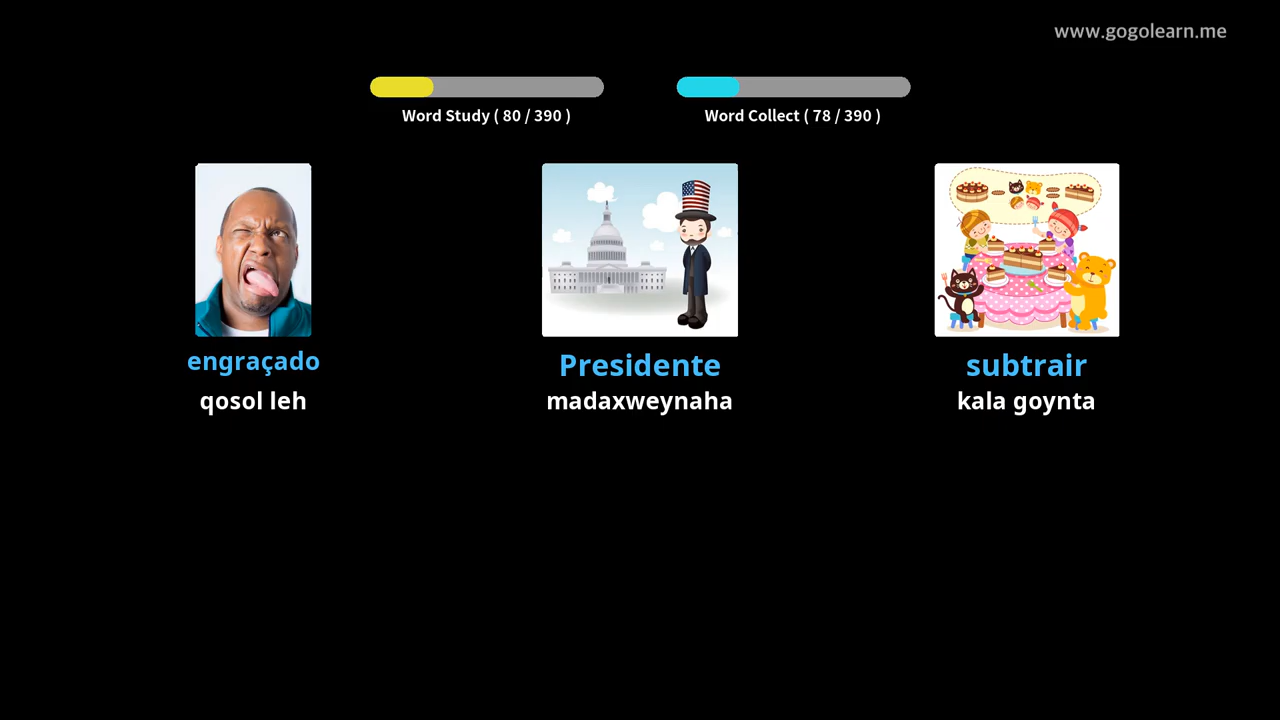 www.gogolearn.me
Word Study ( 80 / 390 )
Word Collect ( 78 / 390 )
engraçado
Presidente
subtrair
qosol leh
madaxweynaha
kala goynta